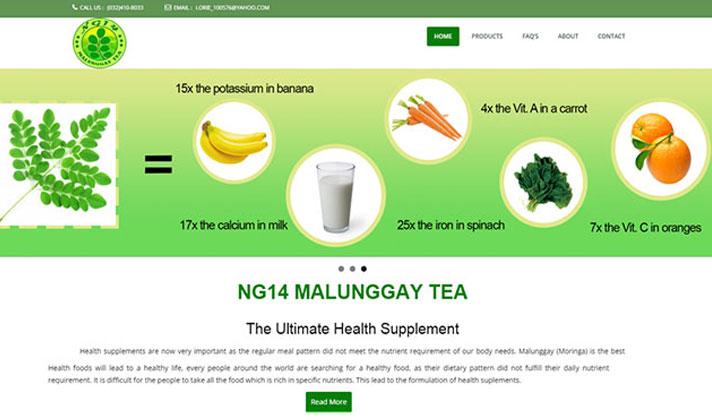 CALL US : (032)410-8033 EMAIL : LORIE_100576@YAHOO.COM
NG14
MALUNGGAY TEA
HOME PRODUCTS FAQ'S ABOUT CONTACT
15x the potassium in banana
4x the Vit. A in a carrot
=
17x the calcium in milk
25x the iron in spinach
7x the Vit. C in oranges
NG14 MALUNGGAY TEA
The Ultimate Health Supplement
Health supplements are now very important as the regular meal pattern did not meet the nutrient requirement of our body needs. Malunggay (Moringa) is the best
Health foods will lead to a healthy life, every people around the world are searching for a healthy food, as their dietary pattern did not fulfill their daily nutrient
requirement. It is difficult for the people to take all the food which is rich in specific nutrients. This lead to the formulation of health suplements.
Read More